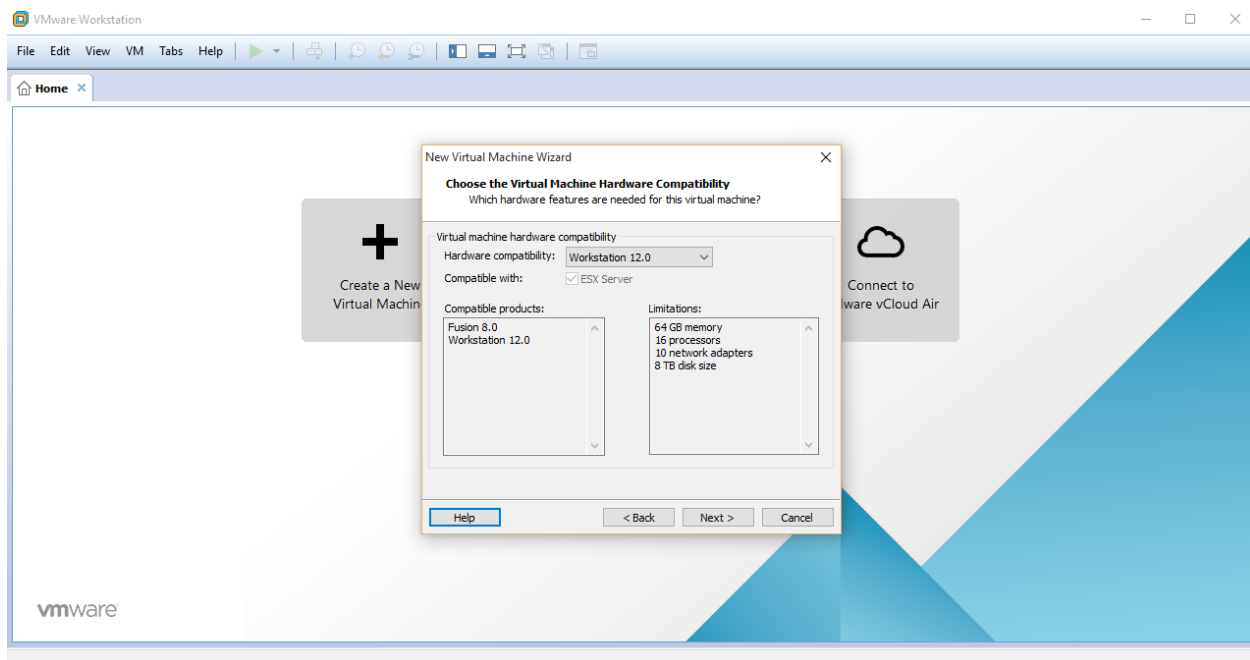 VMware Workstation
File Edit View VM Tabs Help
Home
New Virtual Machine Wizard
Choose the Virtual Machine Hardware Compatibility
Which hardware features are needed for this virtual machine?
Virtual machine hardware compatibility
Hardware compatibility: Workstation 12.0
Compatible with: ESX Server
Compatible products:
Fusion 8.0
Workstation 12.0
Limitations:
64 GB memory
16 processors
10 network adapters
8 TB disk size
Help < Back Next > Cancel
Create a New
Virtual Machin
Connect to
ware vCloud Air
vmware